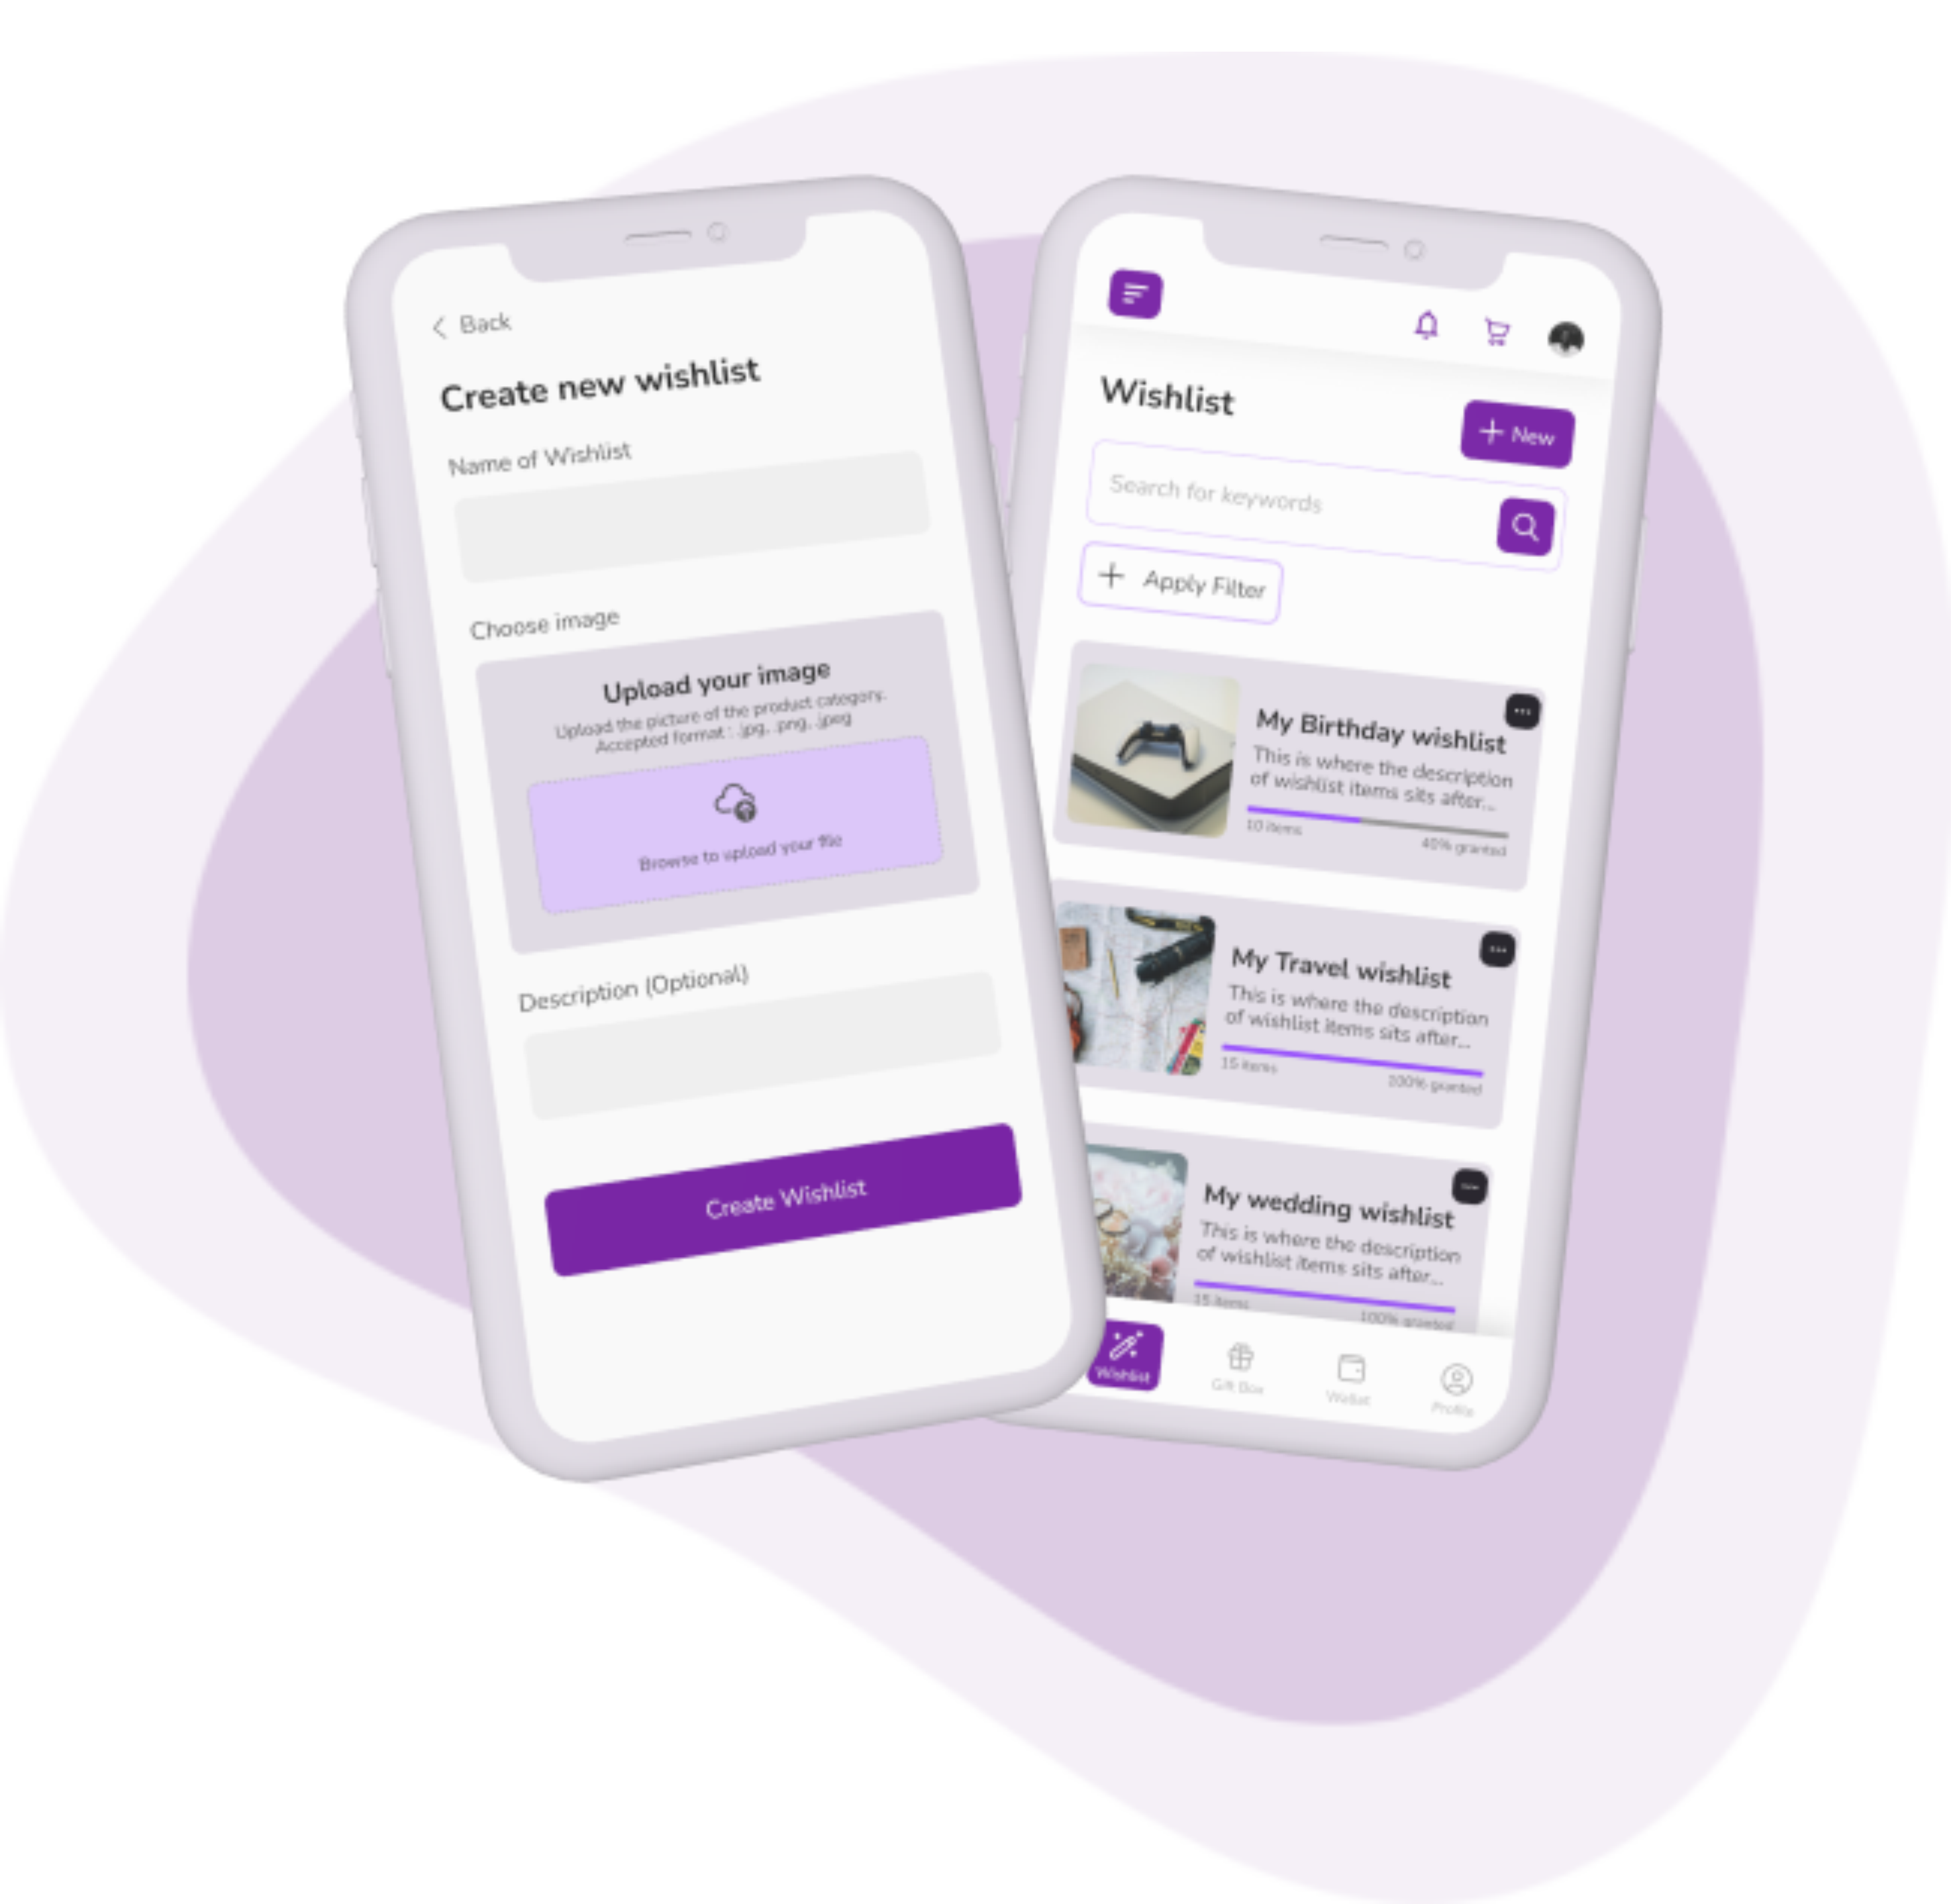 Back
Create new wishlist
Name of Wishlist
Choose image
Upload your image
Upload the picture of the product category.
Accepted format : .jpg, .png, .jpeg
Browse to upload your file
Description (Optional)
Create Wishlist
Wishlist
New
Search for keywords
Apply Filter
My Birthday wishlist
This is where the description
of wishlist items sits after...
10 items
40% granted
My Travel wishlist
This is where the description
of wishlist items sits after...
15 items
100% granted
My wedding wishlist
This is where the description
of wishlist items sits after...
15 items
100% granted
Wishlist
Gift Box
Wallet
Profile